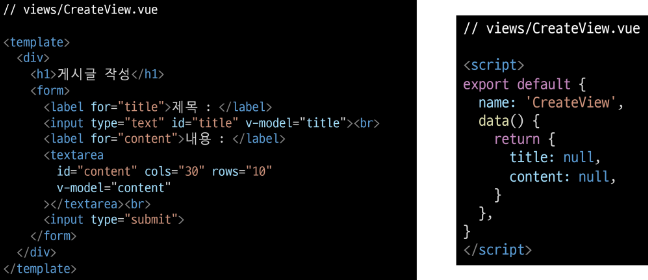 // views/CreateView.vue
<template>
  <div>
    <h1>게시글 작성</h1>
    <form>
      <label for="title">제목 : </label>
      <input type="text" id="title" v-model="title"><br>
      <label for="content">내용 : </label>
      <textarea
        id="content" cols="30" rows="10"
        v-model="content"
      ></textarea><br>
      <input type="submit">
    </form>
  </div>
</template>
// views/CreateView.vue
<script>
export default {
  name: 'CreateView',
  data() {
    return {
      title: null,
      content: null,
    }
  },
}
</script>